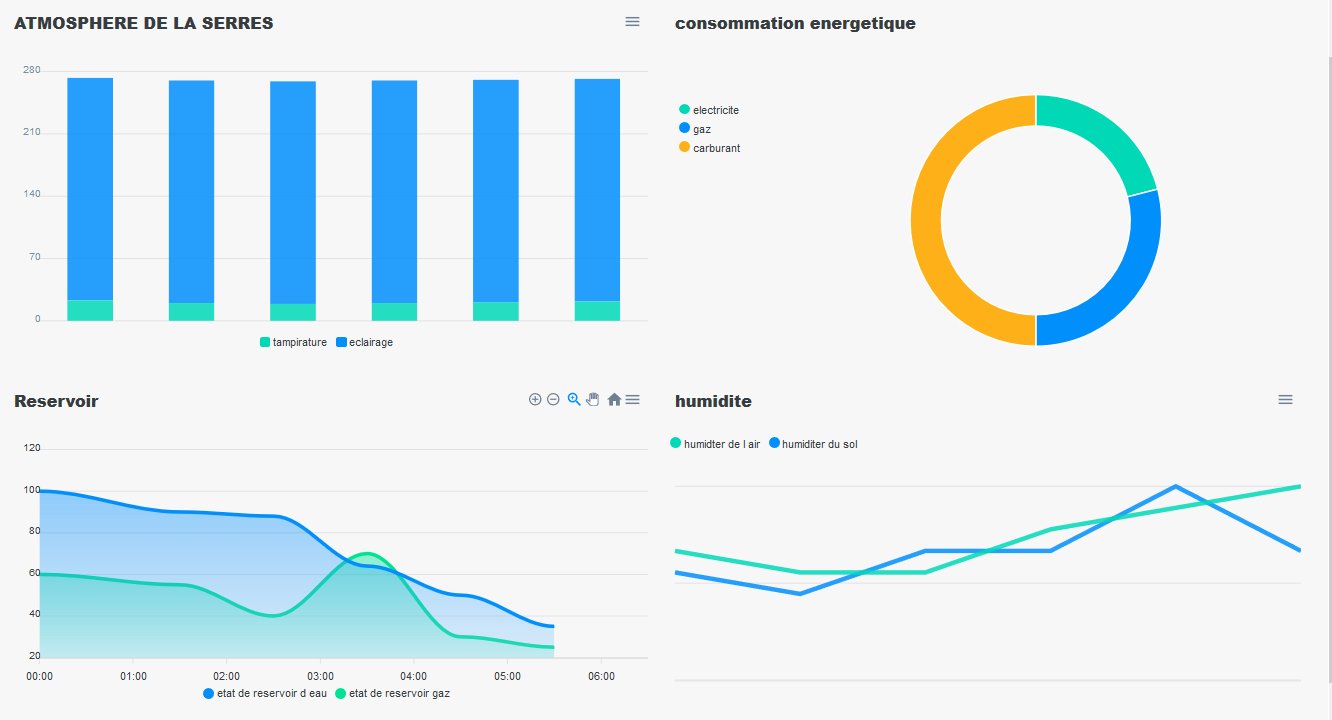 ATMOSPHERE DE LA SERRES
280
210
140
70
0
tampirature eclairage
consommation energetique
electricite
gaz
carburant
Reservoir
120
100
80
60
40
20
00:00 01:00 02:00 03:00 04:00 05:00 06:00
etat de reservoir d eau etat de reservoir gaz
humidite
humidter de l air humiditer du sol